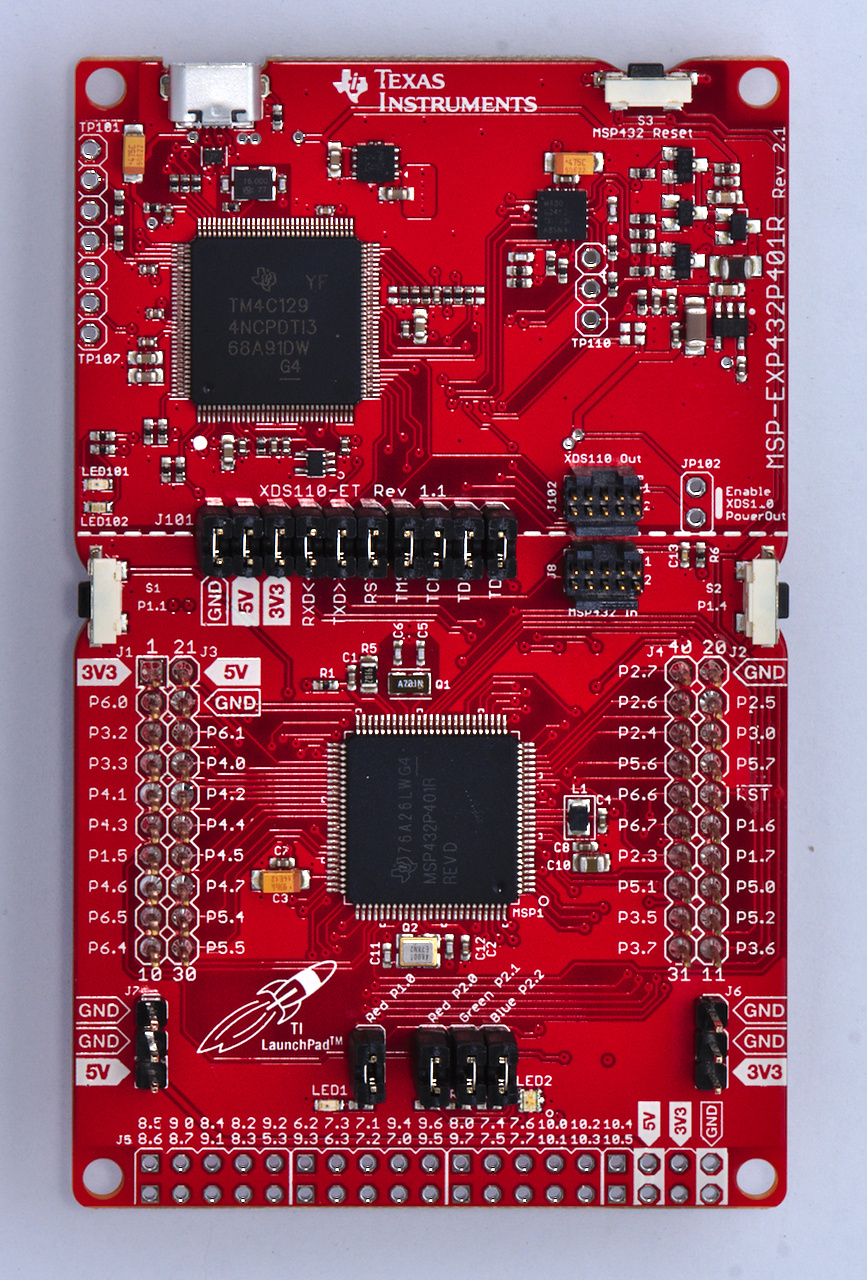 TEXAS
INSTRUMENTS
S3
MSP432 Reset
TP101
MSP-EXP432P401R Rev 2.1
YF
TM4C129
4NCPDTI3
68A91DW
G4
TP107
TP110
LED101
LED102
XDS110-ET Rev 1.1
J101
XDS110 Out
J102
JP102
Enable
PowerOut
J8
C13
R6
S1
P1.1
S2
P1.4
GND
5V
3V3
RXD<
TXD>
C6
C5
R5
C1
R1
Q1
J1 1 21 J3
3V3 5V
P6.0 GND
P3.2 P6.1
P3.3 P4.0
P4.1 P4.2
P4.3 P4.4
P1.5 P4.5
P4.6 P4.7
P6.5 P5.4
P6.4 P5.5
10 30
J4 40 20 J2
P2.7 GND
P2.6 P2.5
P2.4 P3.0
P5.6 P5.7
P6.6
P6.7 P1.6
P2.3 P1.7
P5.1 P5.0
P3.5 P5.2
P3.7 P3.6
31 11
76A26LWG4
MSP432P401R
REV D
L1
C4
C8
C10
C7
C3
MSP1
Q2
C11
C12
C2
TI
LaunchPad™
J7
GND
GND
5V
J6
GND
GND
3V3
Red P1.0
Red P2.0
Green P2.1
Blue P2.2
LED1
LED2
8.5 9.0 8.4 8.2 9.2 6.2 7.3 7.1 9.4 9.6 8.0 7.4 7.6 10.0 10.2 10.4
J5 8.6 8.7 9.1 8.3 5.3 9.3 6.3 7.2 7.0 9.5 9.7 7.5 7.7 10.1 10.3 10.5
5V
3V3
GND